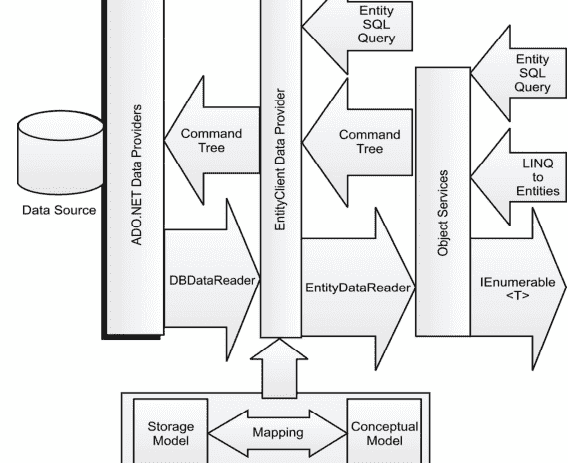 Entity
SQL
Query
Entity
SQL
Query
Command
Tree
Command
Tree
LINQ
to
Entities
Data Source
ADO.NET Data Providers
EntityClient Data Provider
Object Services
DBDataReader
EntityDataReader
IEnumerable
<T>
Storage
Model
Mapping
Conceptual
Model